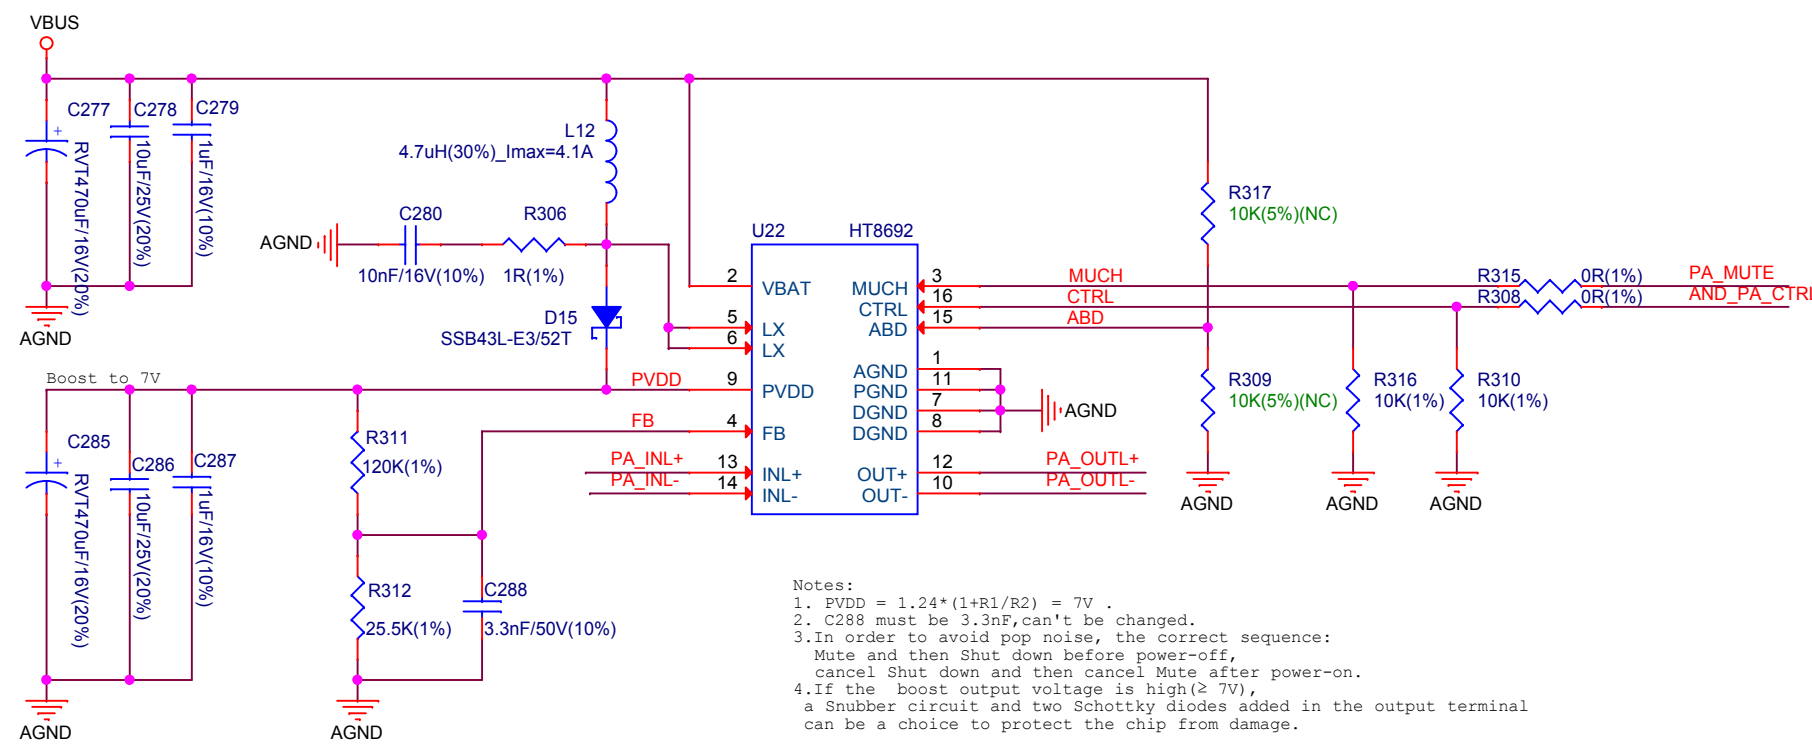 VBUS
C277
C278
C279
RVT470uF/16V(20%)
10uF/25V(20%)
1uF/16V(10%)
AGND
L12
4.7uH(30%)_Imax=4.1A
C280
R306
AGND
10nF/16V(10%)
1R(1%)
D15
SSB43L-E3/52T
Boost to 7V
PVDD
C285
C286
C287
RVT470uF/16V(20%)
10uF/25V(20%)
1uF/16V(10%)
AGND
R311
120K(1%)
R312
25.5K(1%)
C288
3.3nF/50V(10%)
AGND
FB
PA_INL+
PA_INL-
U22
HT8692
2
VBAT
5
LX
6
LX
9
PVDD
4
FB
13
INL+
14
INL-
MUCH
3
CTRL
16
ABD
15
AGND
1
PGND
11
DGND
7
DGND
8
OUT+
12
OUT-
10
MUCH
CTRL
ABD
AGND
PA_OUTL+
PA_OUTL-
R317
10K(5%)(NC)
R315
0R(1%)
PA_MUTE
R308
0R(1%)
AND_PA_CTRL
R309
10K(5%)(NC)
R316
10K(1%)
R310
10K(1%)
AGND
AGND
AGND
Notes:
1. PVDD = 1.24*(1+R1/R2) = 7V .
2. C288 must be 3.3nF,can't be changed.
3.In order to avoid pop noise, the correct sequence:
Mute and then Shut down before power-off,
cancel Shut down and then cancel Mute after power-on.
4.If the boost output voltage is high(≥ 7V),
a Snubber circuit and two Schottky diodes added in the output terminal
can be a choice to protect the chip from damage.